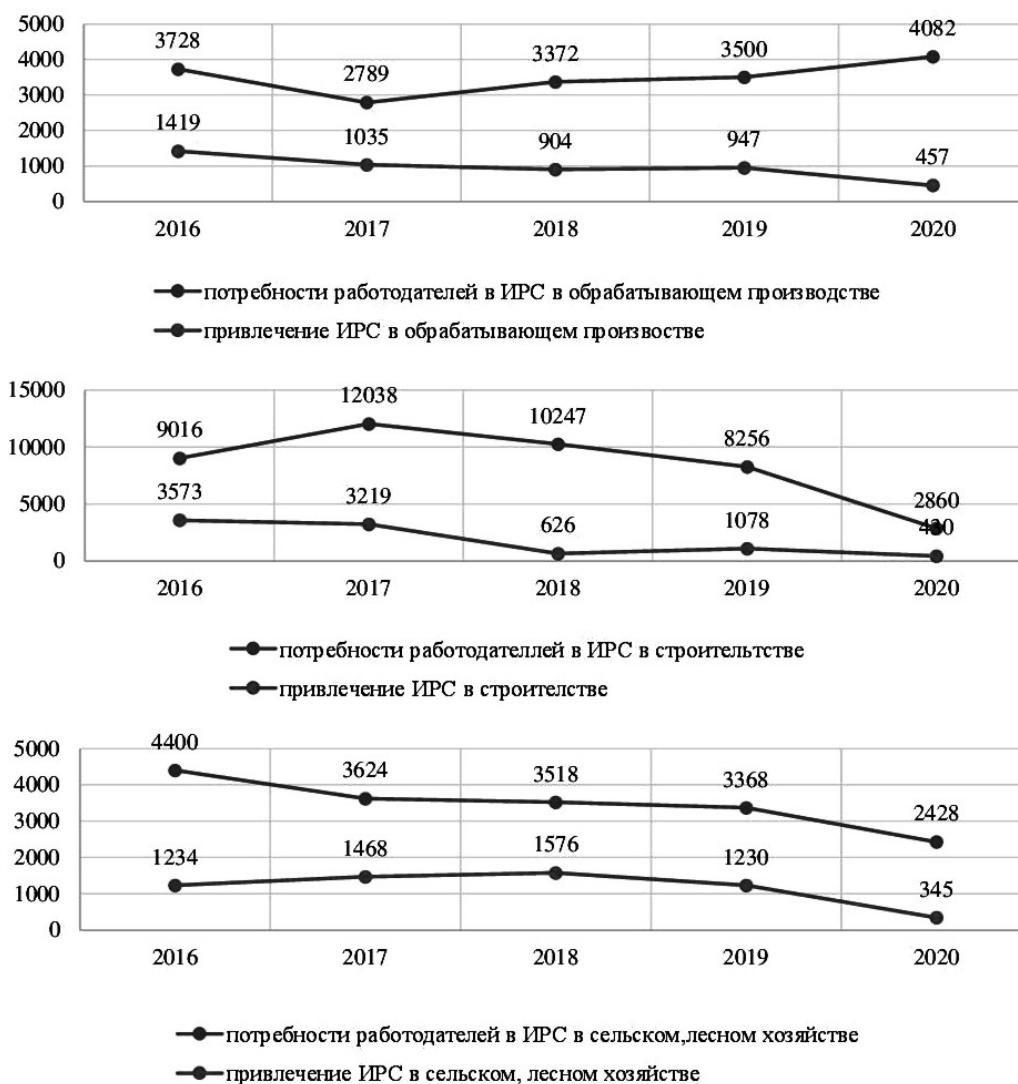 5000
4000
3000
2000
1000
0
3728 2789 3372 3500 4082
1419 1035 904 947 457
2016 2017 2018 2019 2020
потребности работодателей в ИРС в обрабатывающем производстве
привлечение ИРС в обрабатывающем произвостве
15000
10000
5000
0
9016 12038 10247 8256 2860
3573 3219 626 1078
2016 2017 2018 2019 2020
потребности работодателлей в ИРС в строительтстве
привлечение ИРС в строителстве
5000
4000
3000
2000
1000
0
4400 3624 3518 3368 2428
1234 1468 1576 1230 345
2016 2017 2018 2019 2020
потребности работодателей в ИРС в сельском,лесном хозяйстве
привлечение ИРС в сельском, лесном хозяйстве